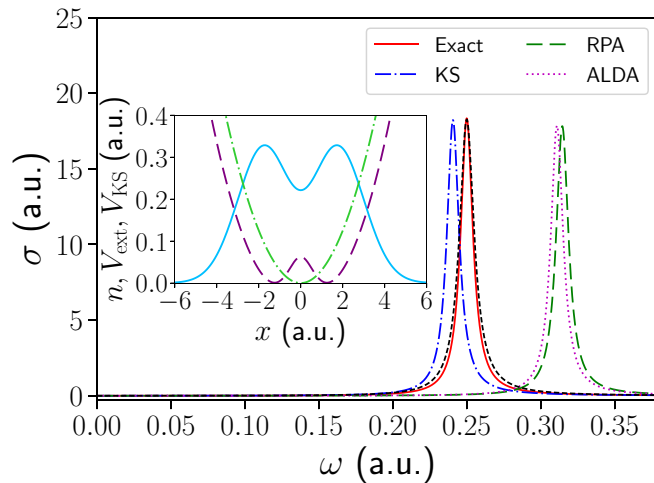 25
20
15
10
5
0
σ (a.u.)
Exact
KS
RPA
ALDA
0.4
0.3
0.2
0.1
0.0
n, V_ext, V_KS (a.u.)
−6 −4 −2 0 2 4 6
x (a.u.)
0.00 0.05 0.10 0.15 0.20 0.25 0.30 0.35
ω (a.u.)